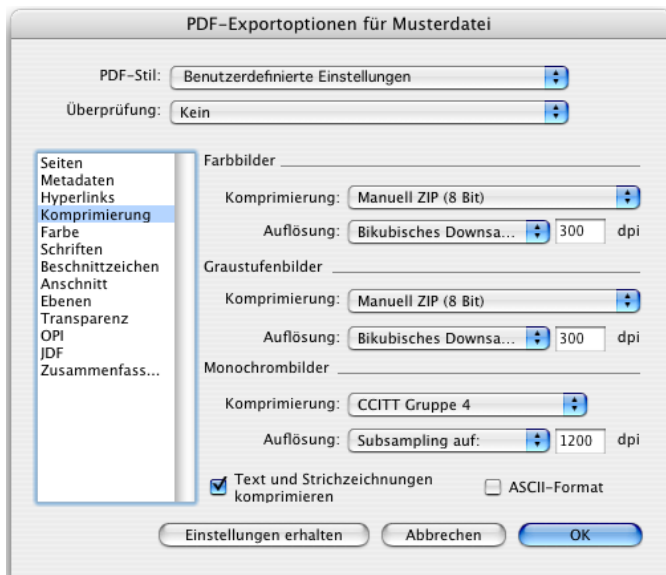 PDF-Exportoptionen für Musterdatei
PDF-Stil: Benutzerdefinierte Einstellungen
Überprüfung: Kein
Seiten
Metadaten
Hyperlinks
Komprimierung
Farbe
Schriften
Beschnittzeichen
Anschnitt
Ebenen
Transparenz
OPI
JDF
Zusammenfass...
Farbbilder
Komprimierung: Manuell ZIP (8 Bit)
Auflösung: Bikubisches Downsa... 300 dpi
Graustufenbilder
Komprimierung: Manuell ZIP (8 Bit)
Auflösung: Bikubisches Downsa... 300 dpi
Monochrombilder
Komprimierung: CCITT Gruppe 4
Auflösung: Subsampling auf: 1200 dpi
Text und Strichzeichnungen
komprimieren
ASCII-Format
Einstellungen erhalten Abbrechen OK